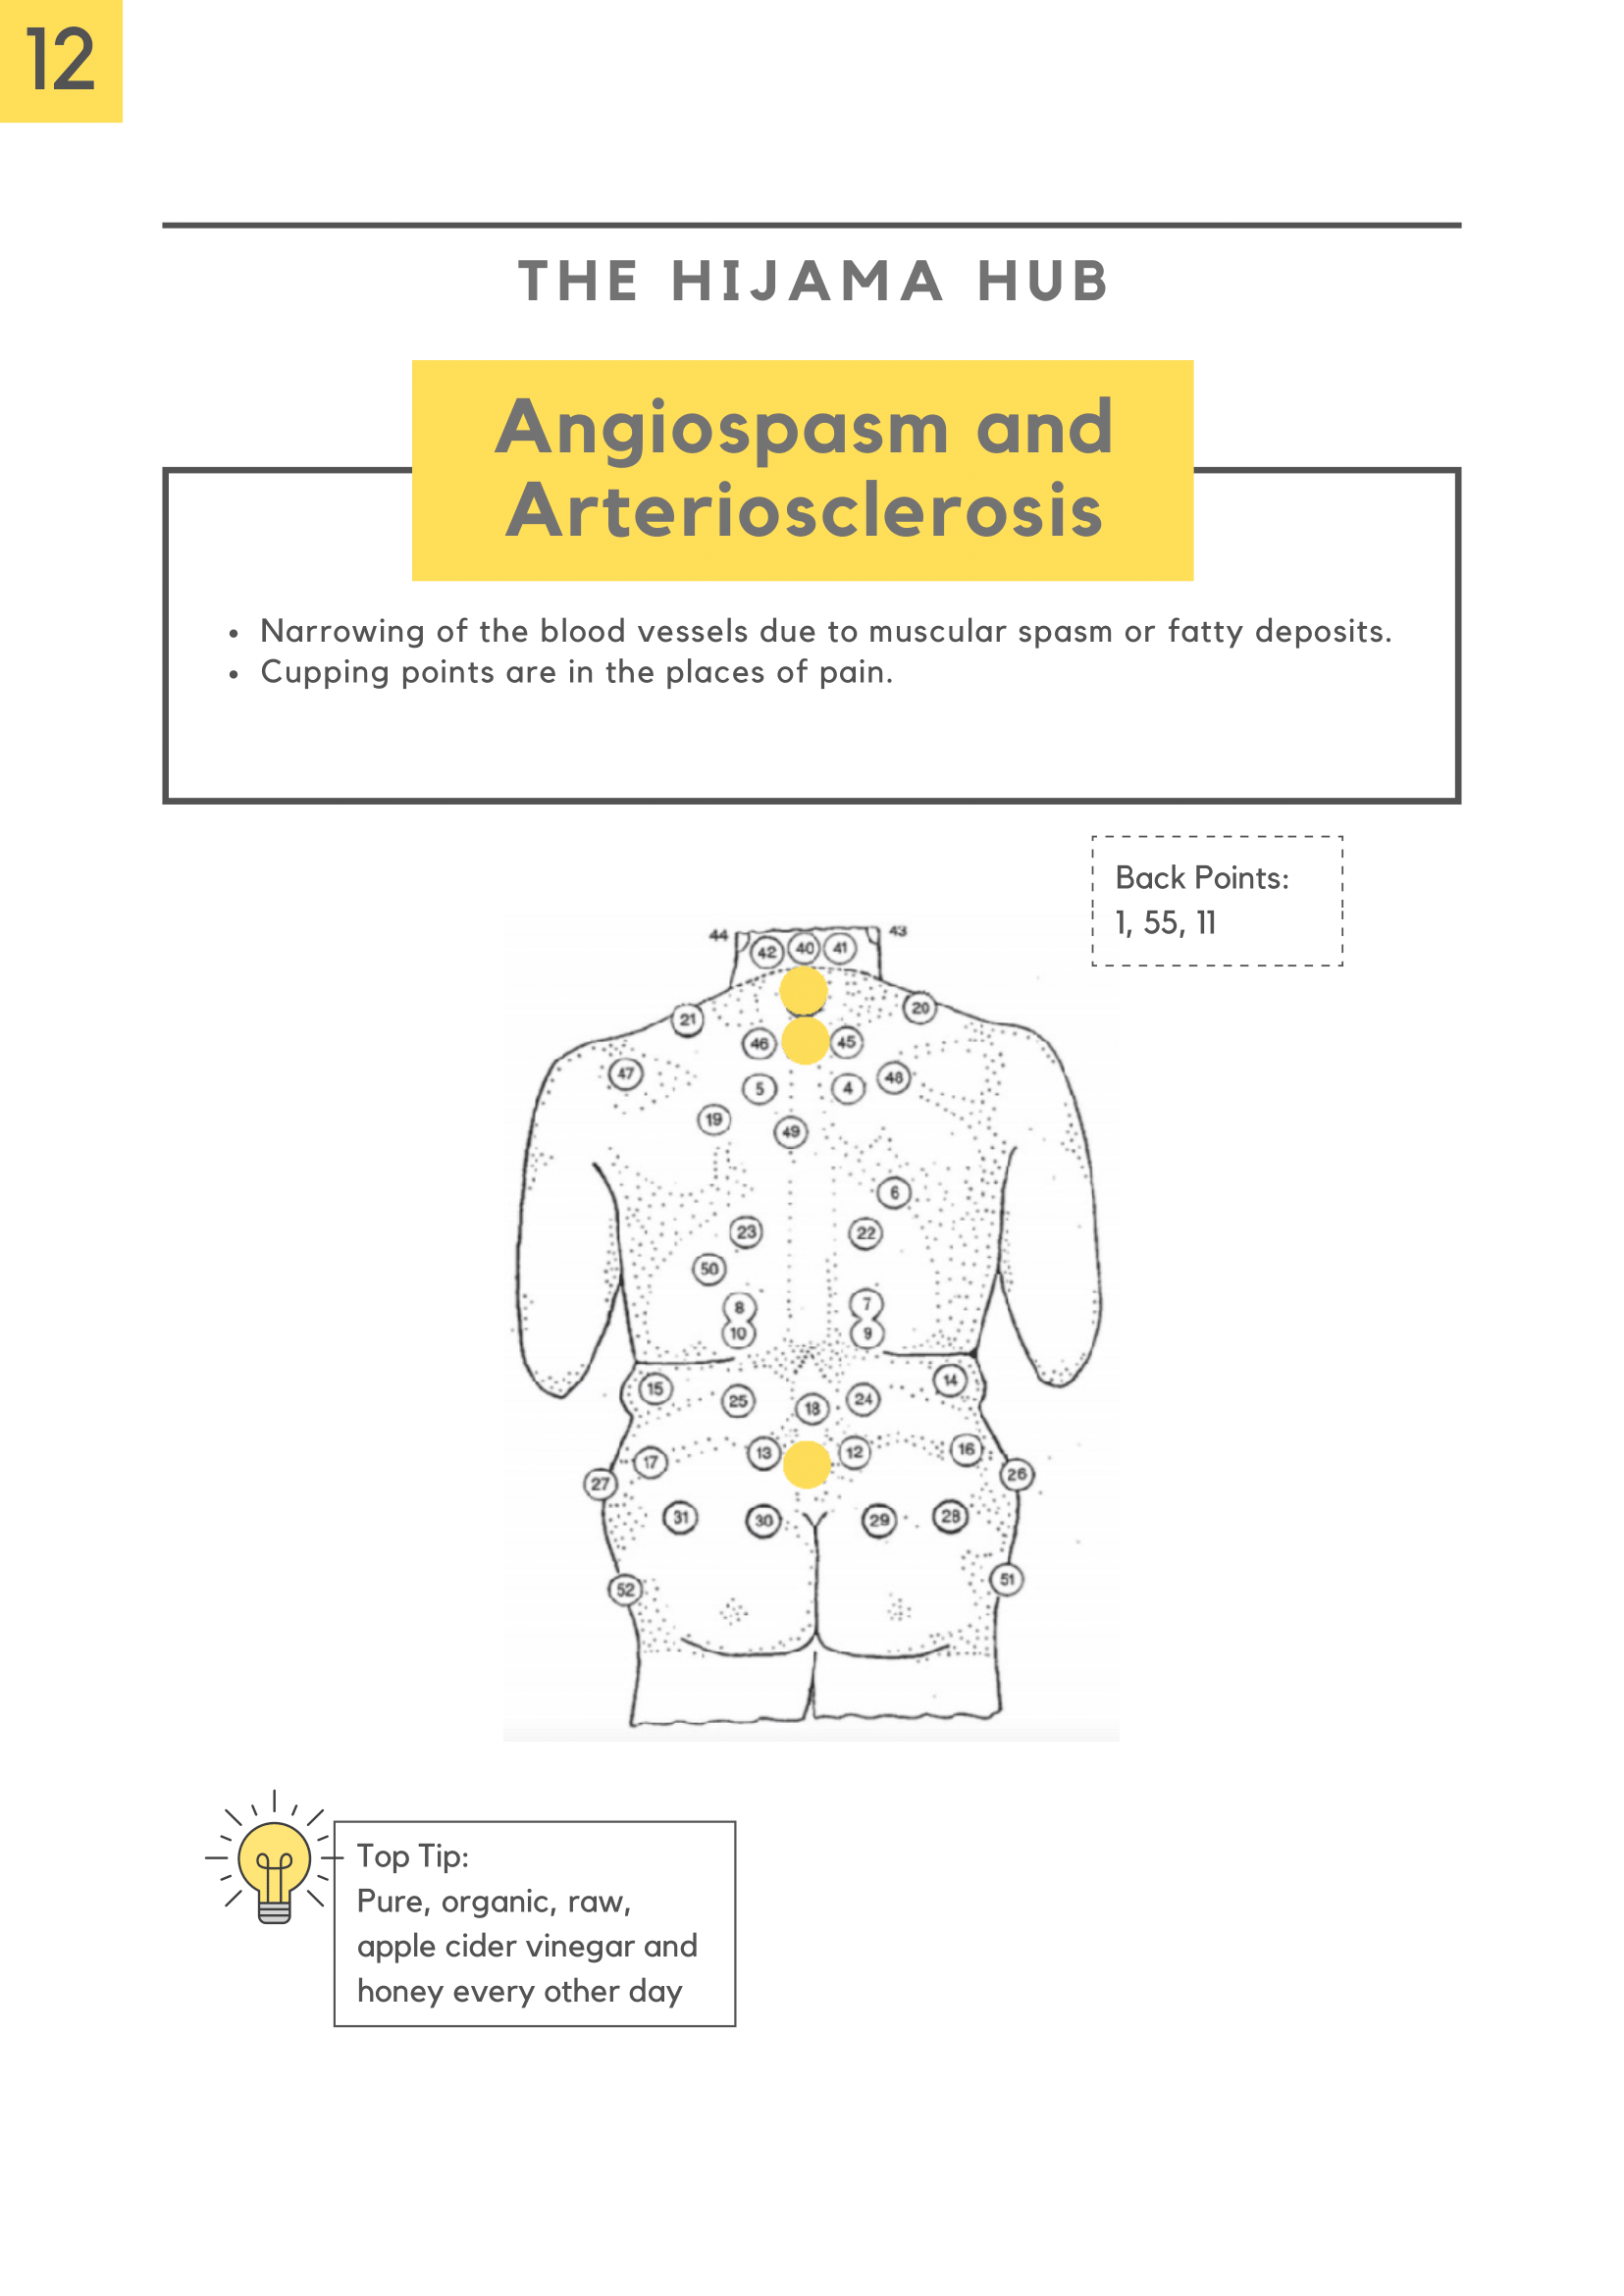 12
THE HIJAMA HUB
Angiospasm and
Arteriosclerosis
• Narrowing of the blood vessels due to muscular spasm or fatty deposits.
• Cupping points are in the places of pain.
Back Points:
1, 55, 11
44 42 40 41 43
21 20
46 45
47 5 4 48
19 49
6
23 22
50
8 7
10 9
15 25 18 24 14
17 13 12 16
27 26
31 30 29 28
52 51
Top Tip:
Pure, organic, raw,
apple cider vinegar and
honey every other day